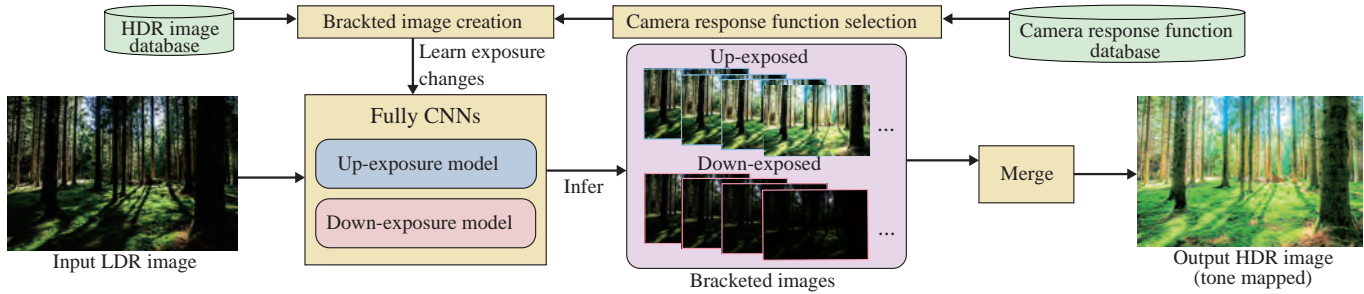 HDR image
database
Brackted image creation
Camera response function selection
Camera response function
database
Learn exposure
changes
Up-exposed
...
Fully CNNs
Up-exposure model
Down-exposure model
Infer
Down-exposed
...
Merge
Input LDR image
Bracketed images
Output HDR image
(tone mapped)